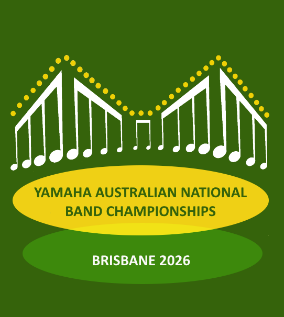 YAMAHA AUSTRALIAN NATIONAL
BAND CHAMPIONSHIPS
BRISBANE 2026